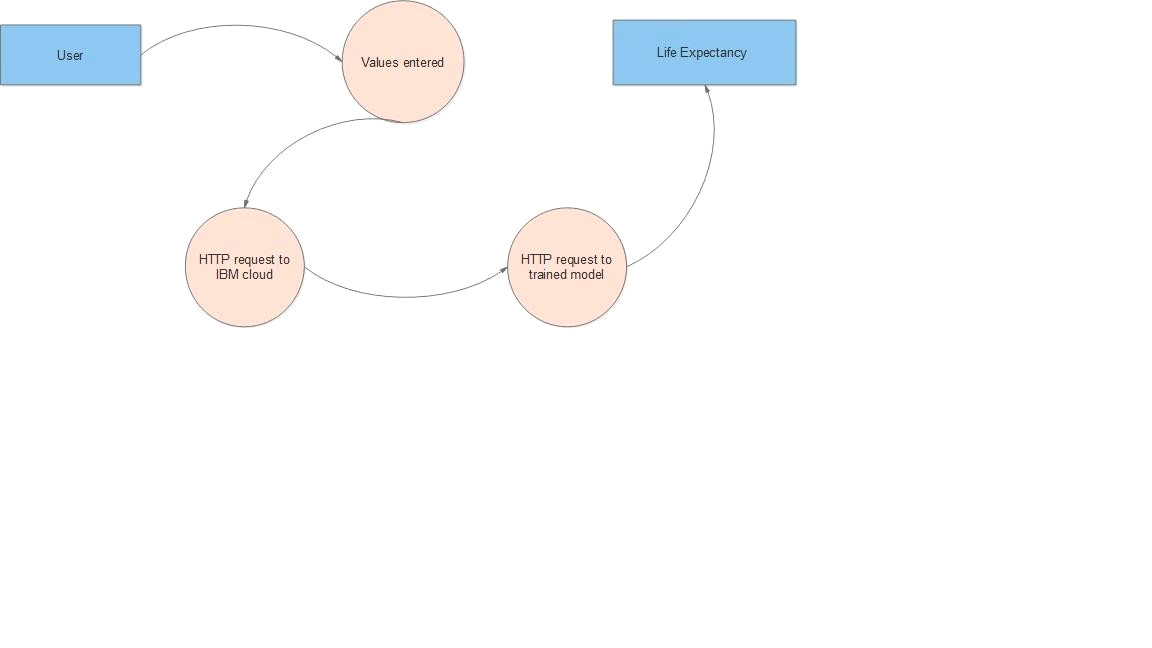 User
Values entered
Life Expectancy
HTTP request to
IBM cloud
HTTP request to
trained model